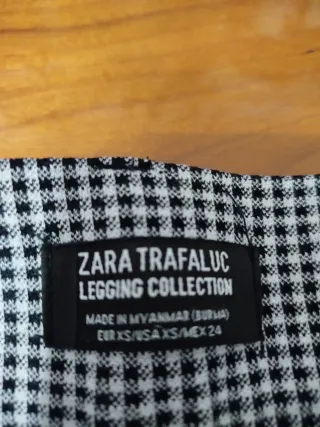 ZARA TRAFALUC
LEGGING COLLECTION
MADE IN MYANMAR (BURMA)
EUR XS/USA XS/MEX 24